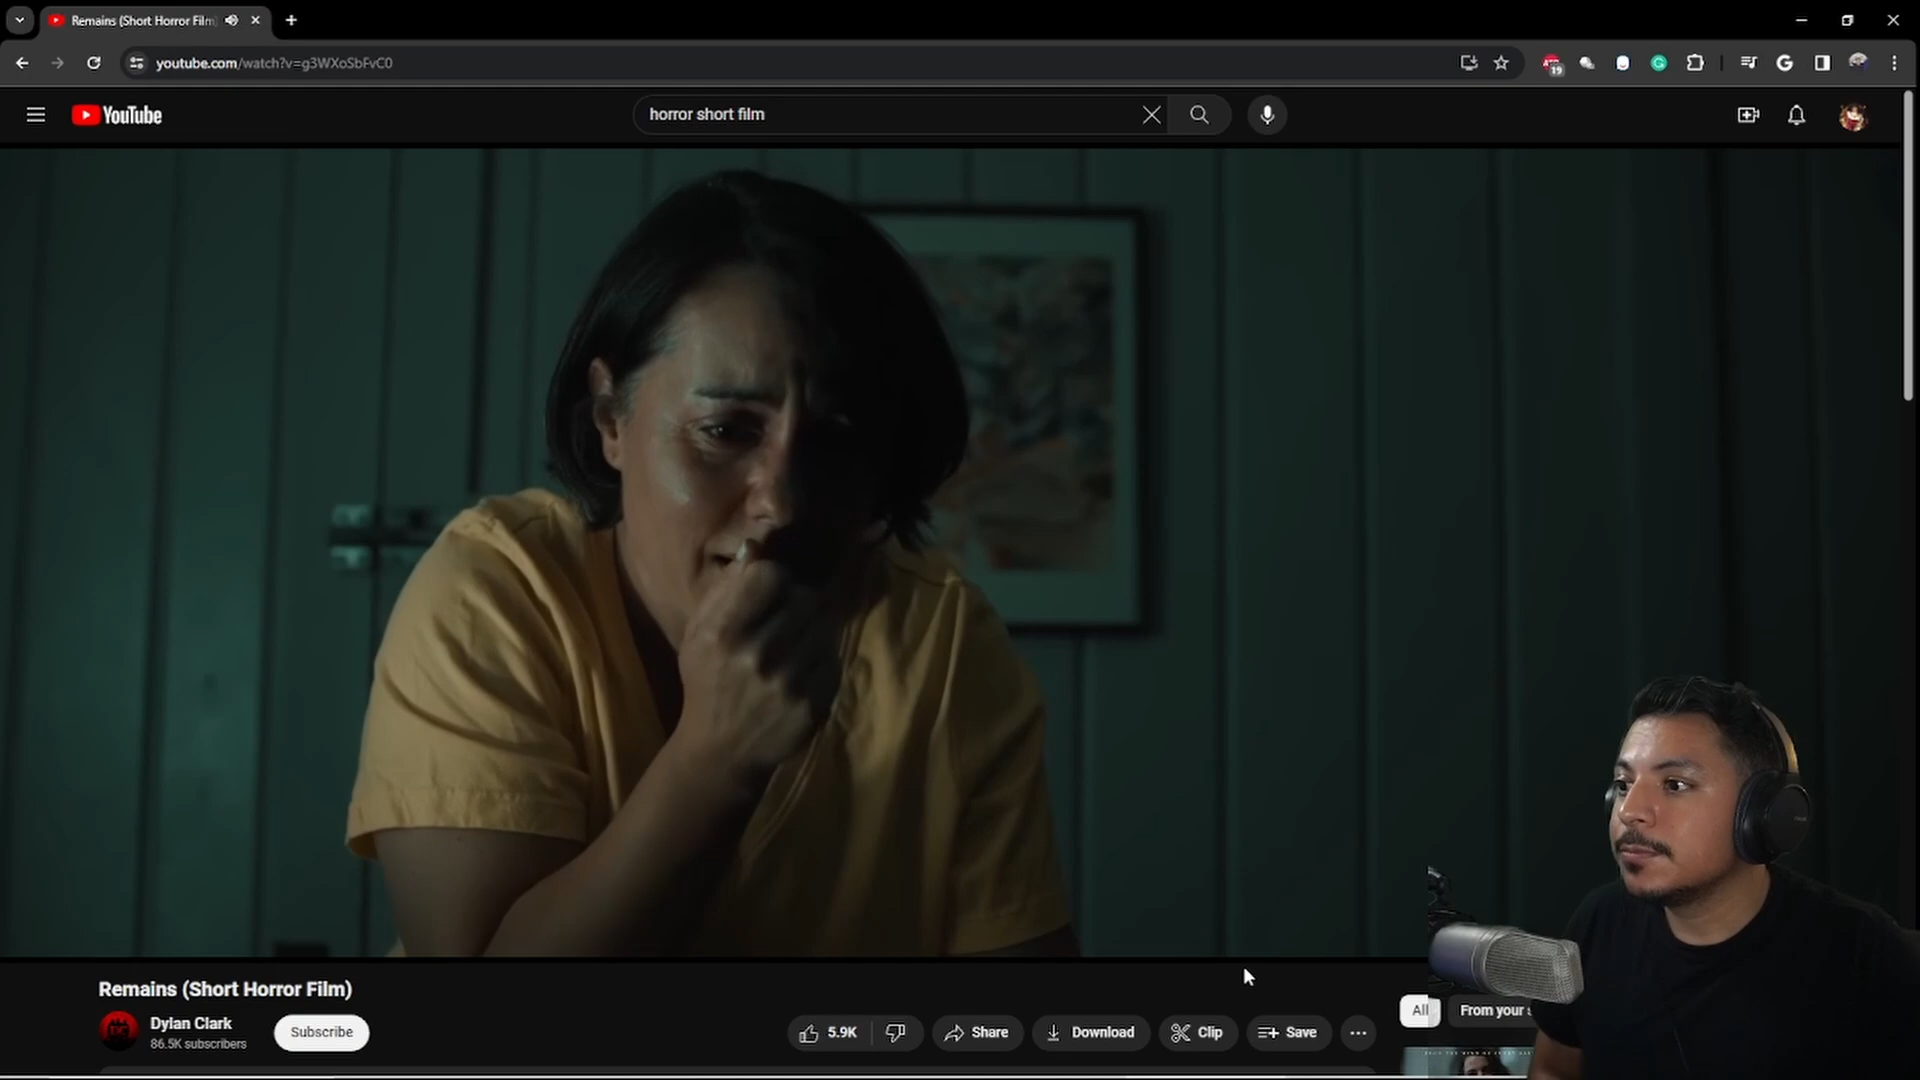 Remains (Short Horror Film)
youtube.com/watch?v=g3WXoSbFvC0
19
YouTube
horror short film
Remains (Short Horror Film)
Dylan Clark
86.5K subscribers
Subscribe
5.9K
Share
Download
Clip
Save
All
From your